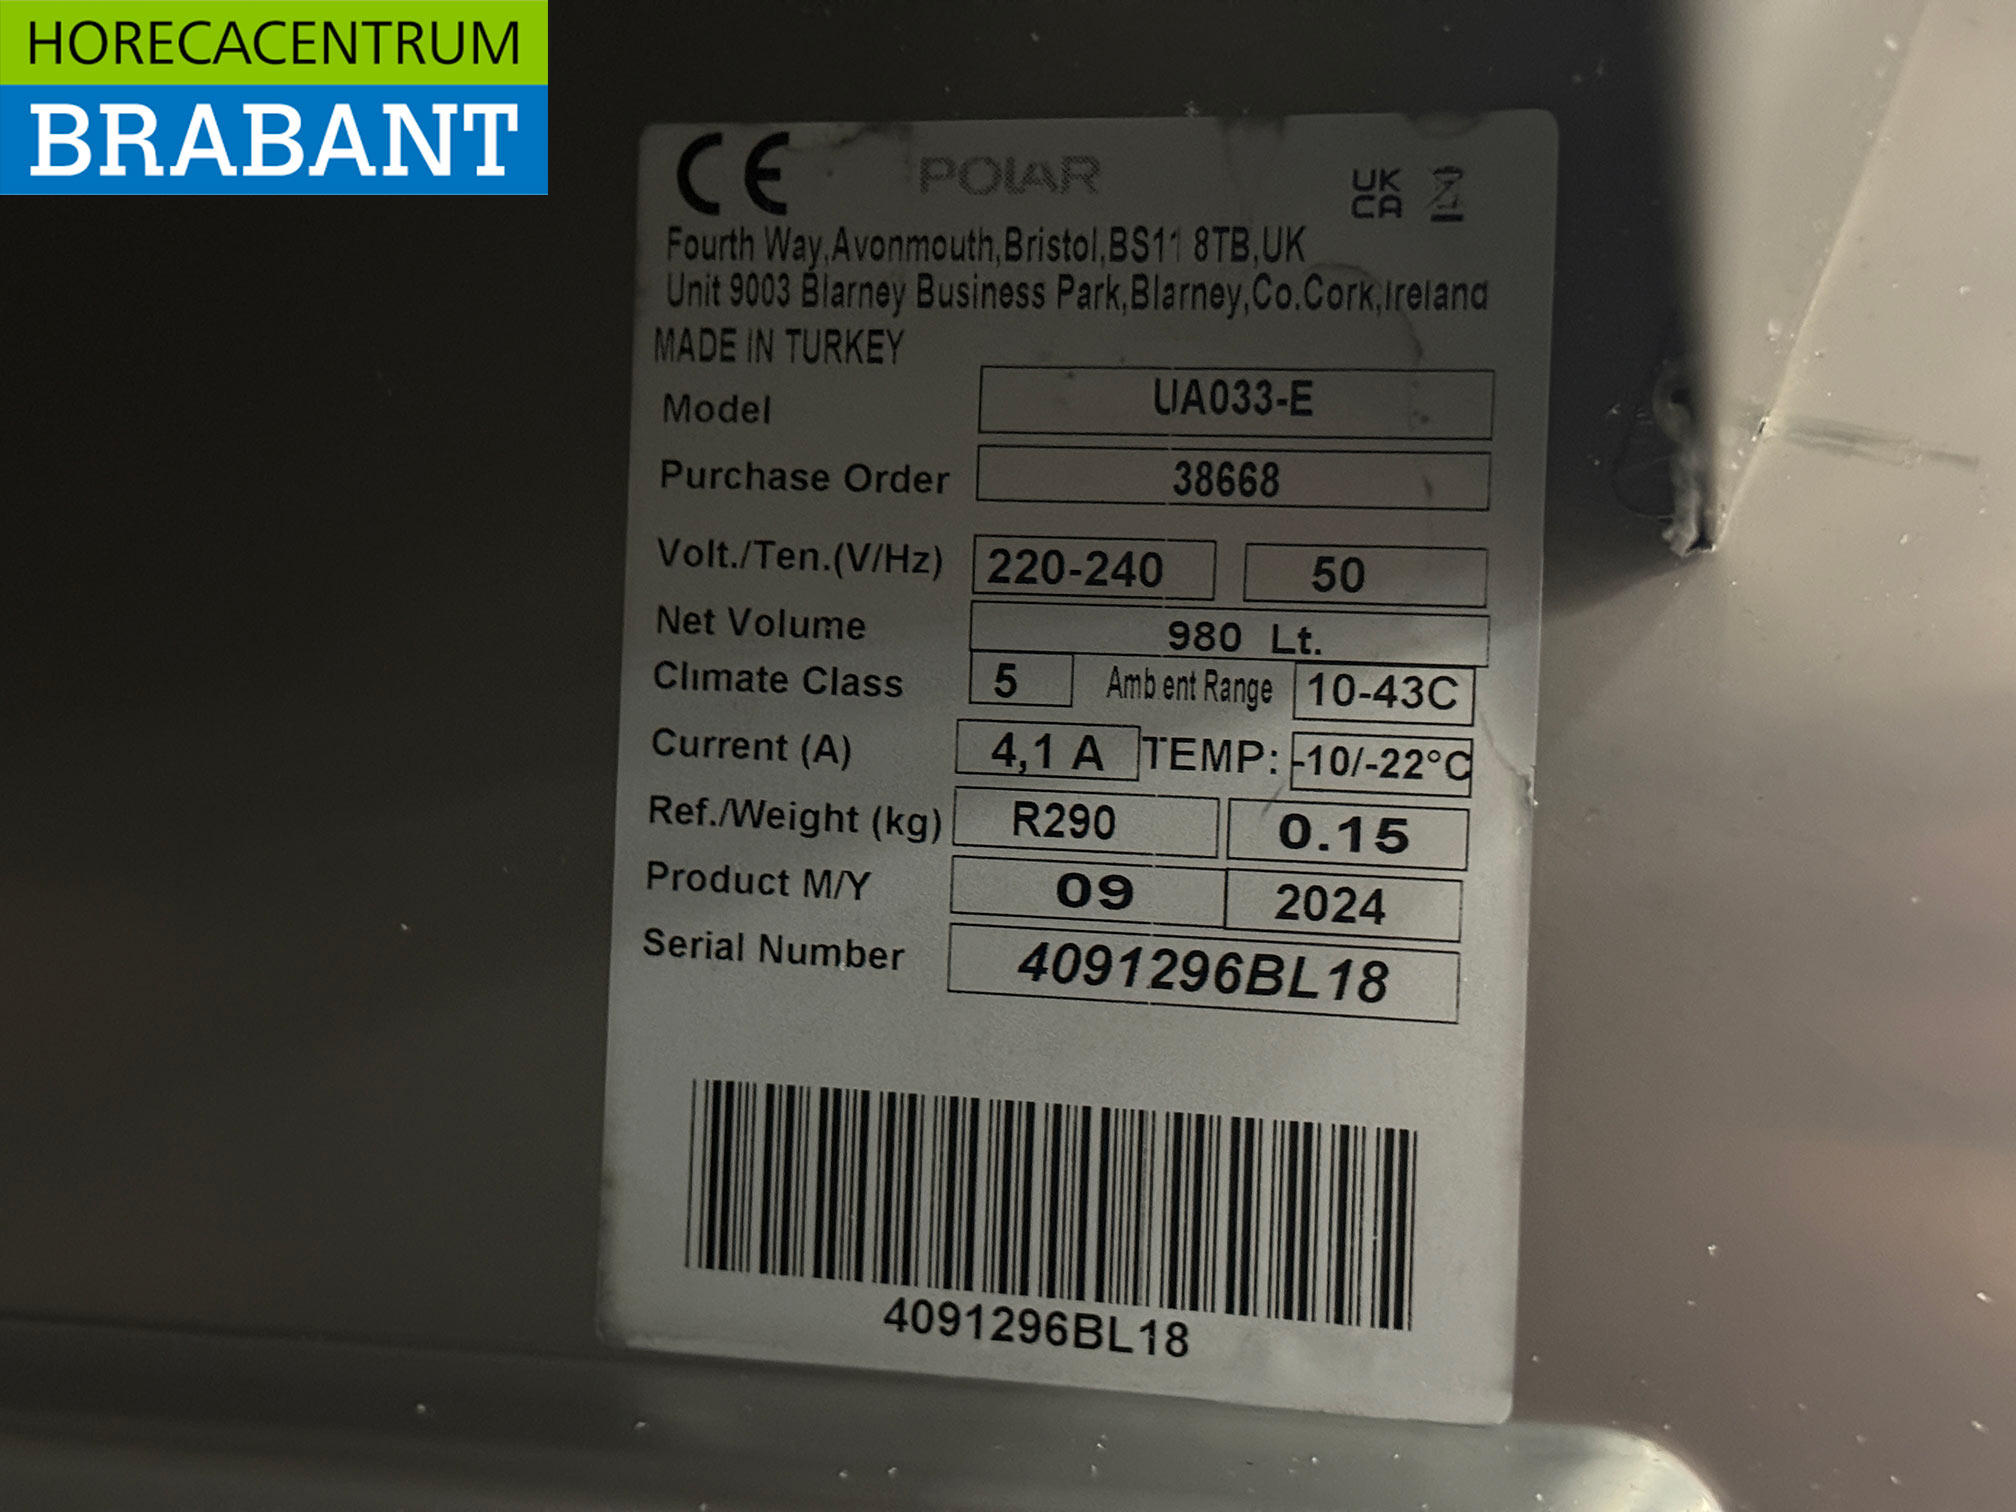 HORECACENTRUM
BRABANT
CE POLAR UK
CA
Fourth Way,Avonmouth,Bristol,BS11 8TB,UK
Unit 9003 Blarney Business Park,Blarney,Co.Cork,Ireland
MADE IN TURKEY
Model UA033-E
Purchase Order 38668
Volt./Ten.(V/Hz) 220-240 50
Net Volume 980 Lt.
Climate Class 5 Ambient Range 10-43C
Current (A) 4,1 A TEMP: -10/-22°C
Ref./Weight (kg) R290 0.15
Product M/Y 09 2024
Serial Number 4091296BL18
4091296BL18